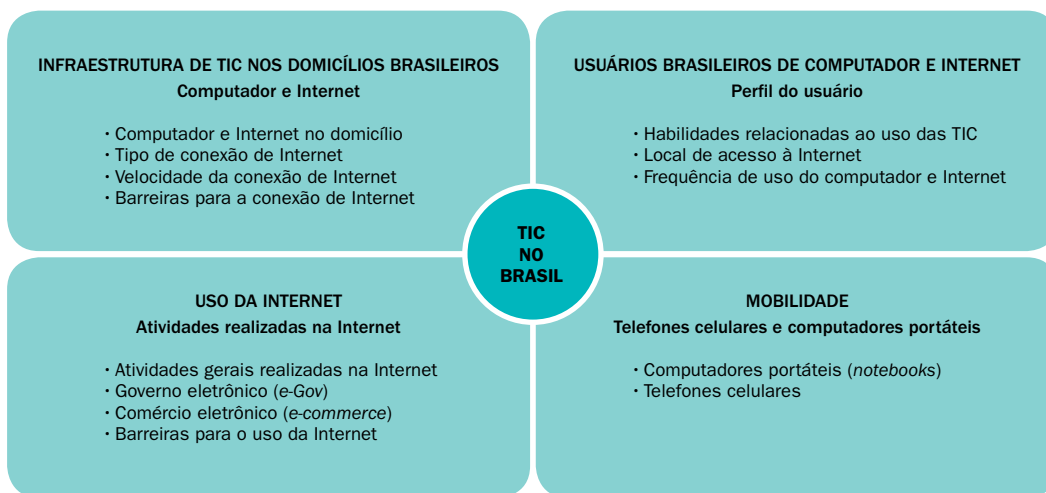 INFRAESTRUTURA DE TIC NOS DOMICÍLIOS BRASILEIROS
Computador e Internet
· Computador e Internet no domicílio
· Tipo de conexão de Internet
· Velocidade da conexão de Internet
· Barreiras para a conexão de Internet
USUÁRIOS BRASILEIROS DE COMPUTADOR E INTERNET
Perfil do usuário
· Habilidades relacionadas ao uso das TIC
· Local de acesso à Internet
· Frequência de uso do computador e Internet
TIC
NO
BRASIL
USO DA INTERNET
Atividades realizadas na Internet
· Atividades gerais realizadas na Internet
· Governo eletrônico (e-Gov)
· Comércio eletrônico (e-commerce)
· Barreiras para o uso da Internet
MOBILIDADE
Telefones celulares e computadores portáteis
· Computadores portáteis (notebooks)
· Telefones celulares